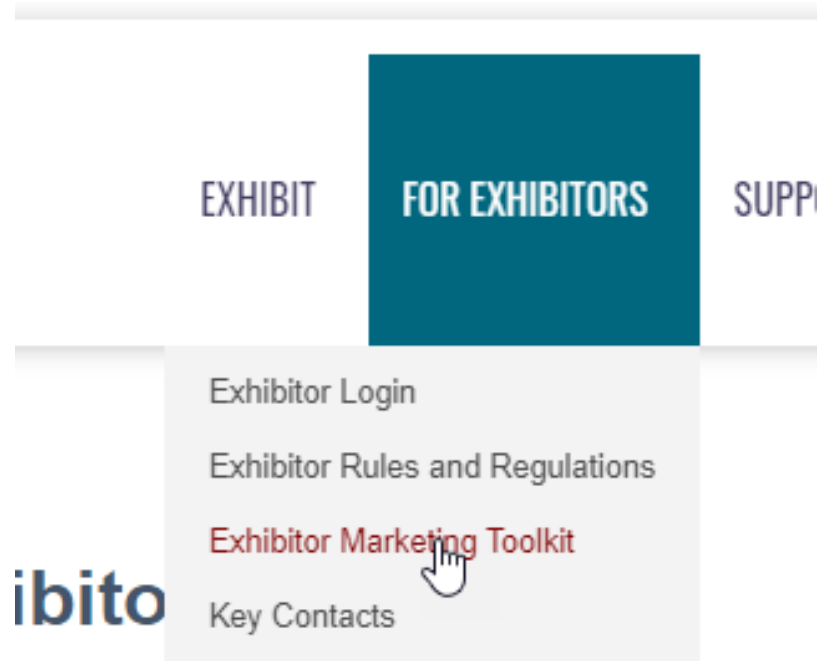 EXHIBIT FOR EXHIBITORS
Exhibitor Login
Exhibitor Rules and Regulations
Exhibitor Marketing Toolkit
Key Contacts